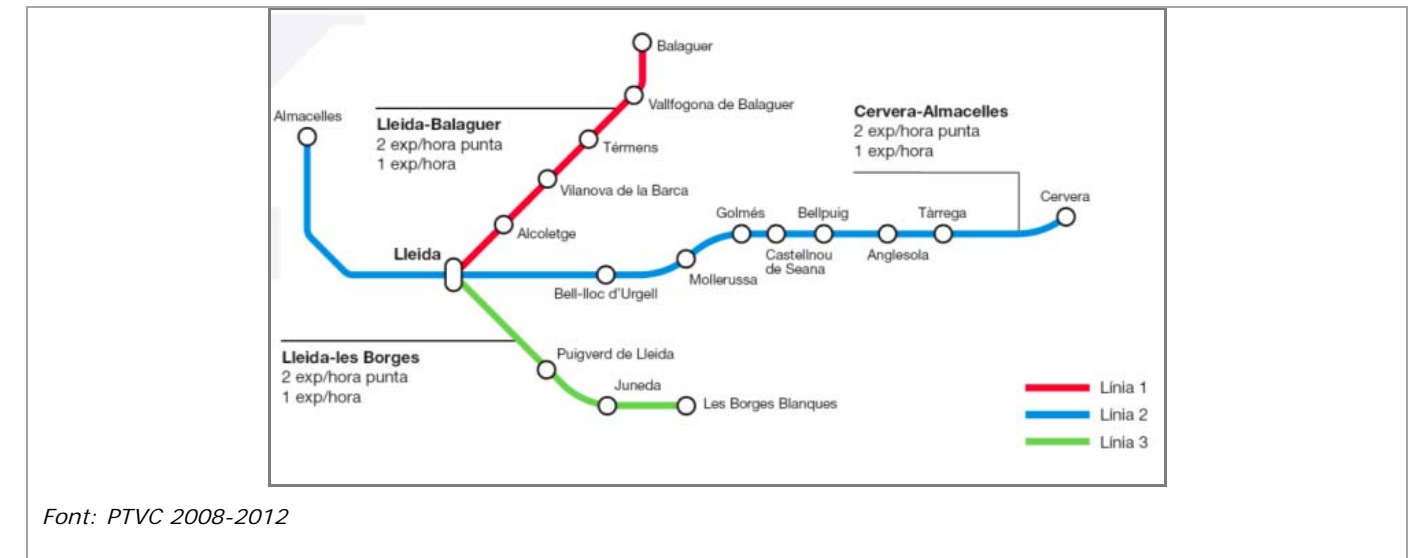 Balaguer
Vallfogona de Balaguer
Almacelles
Lleida-Balaguer
2 exp/hora punta
1 exp/hora
Cervera-Almacelles
2 exp/hora punta
1 exp/hora
Térmens
Vilanova de la Barca
Cervera
Golmés
Bellpuig
Tàrrega
Alcoletge
Lleida
Castellnou
de Seana
Anglesola
Mollerussa
Bell-lloc d'Urgell
Lleida-les Borges
2 exp/hora punta
1 exp/hora
Puigverd de Lleida
Juneda
Les Borges Blanques
Línia 1
Línia 2
Línia 3
Font: PTVC 2008-2012